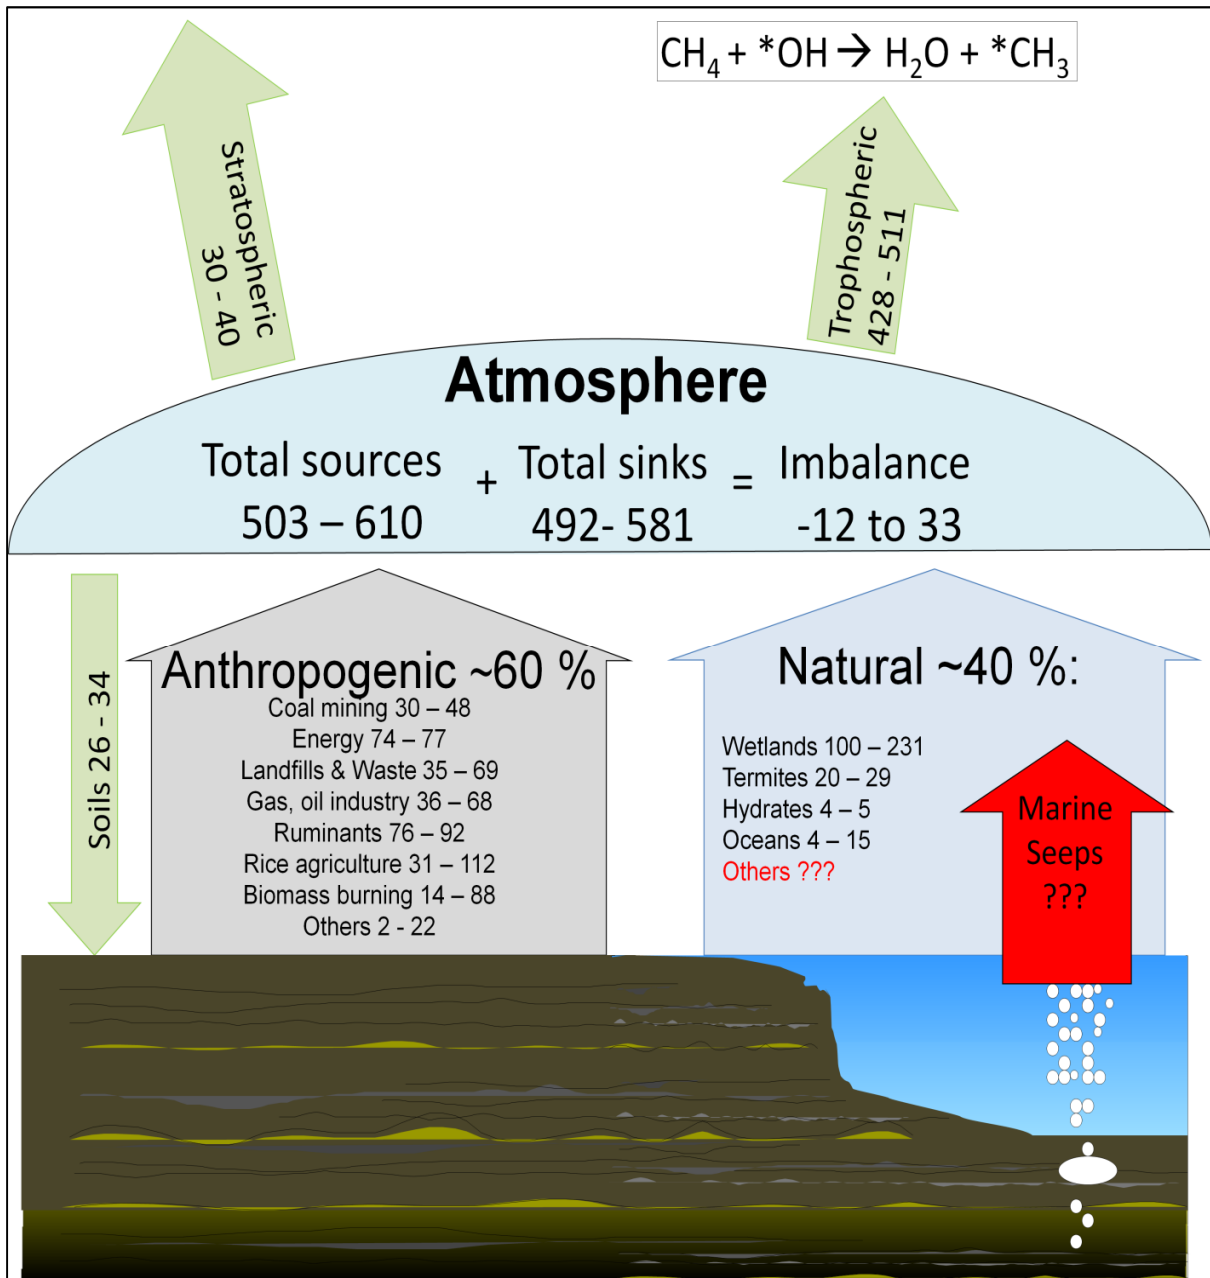 CH₄ + *OH → H₂O + *CH₃
Stratospheric
30 - 40
Trophospheric
428 - 511
Atmosphere
Total sources + Total sinks = Imbalance
503 – 610 492- 581 -12 to 33
Soils 26 - 34
Anthropogenic ~60 %
Coal mining 30 – 48
Energy 74 – 77
Landfills & Waste 35 – 69
Gas, oil industry 36 – 68
Ruminants 76 – 92
Rice agriculture 31 – 112
Biomass burning 14 – 88
Others 2 - 22
Natural ~40 %:
Wetlands 100 – 231
Termites 20 – 29
Hydrates 4 – 5
Oceans 4 – 15
Others ???
Marine
Seeps
???